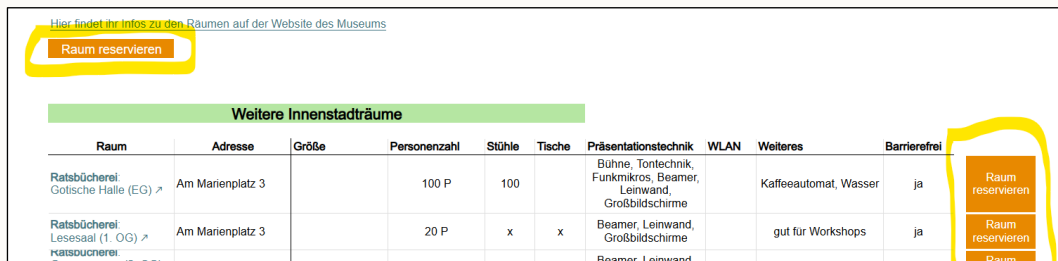 Hier findet ihr Infos zu den Räumen auf der Website des Museums
Raum reservieren
Weitere Innenstadträume
Raum Adresse Größe Personenzahl Stühle Tische Präsentationstechnik WLAN Weiteres Barrierefrei
Ratsbücherei:
Gotische Halle (EG) ↗
Am Marienplatz 3
100 P
100
Bühne, Tontechnik,
Funkmikros, Beamer,
Leinwand,
Großbildschirme
Kaffeeautomat, Wasser
ja
Raum
reservieren
Ratsbücherei:
Lesesaal (1. OG) ↗
Am Marienplatz 3
20 P
x
x
Beamer, Leinwand,
Großbildschirme
gut für Workshops
ja
Raum
reservieren
Ratsbücherei:
Beamer, Leinwand
Raum